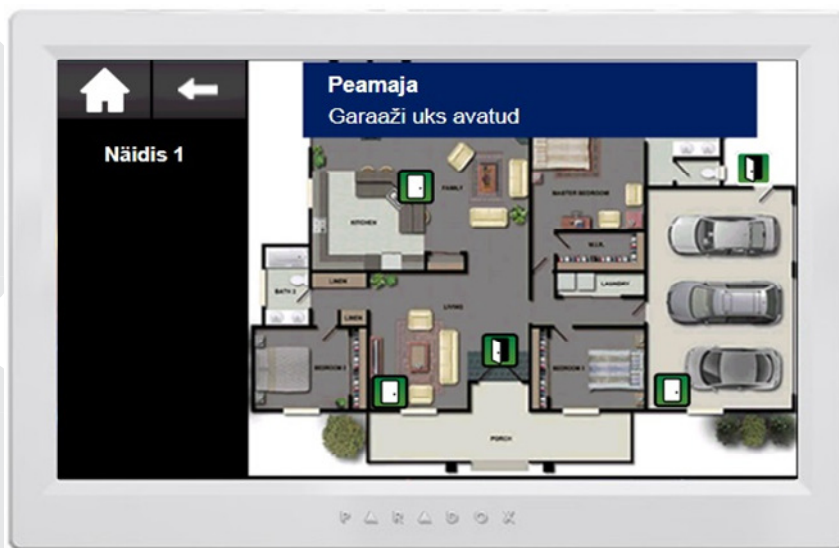 Peamaja
Garaaži uks avatud
Näidis 1
FAMILY
MASTER BEDROOM
KITCHEN
W.I.R.
LINEN
LAUNDRY
BATH 2
LIVING
LINEN
BEDROOM 2
BEDROOM 3
PORCH
PARADOX